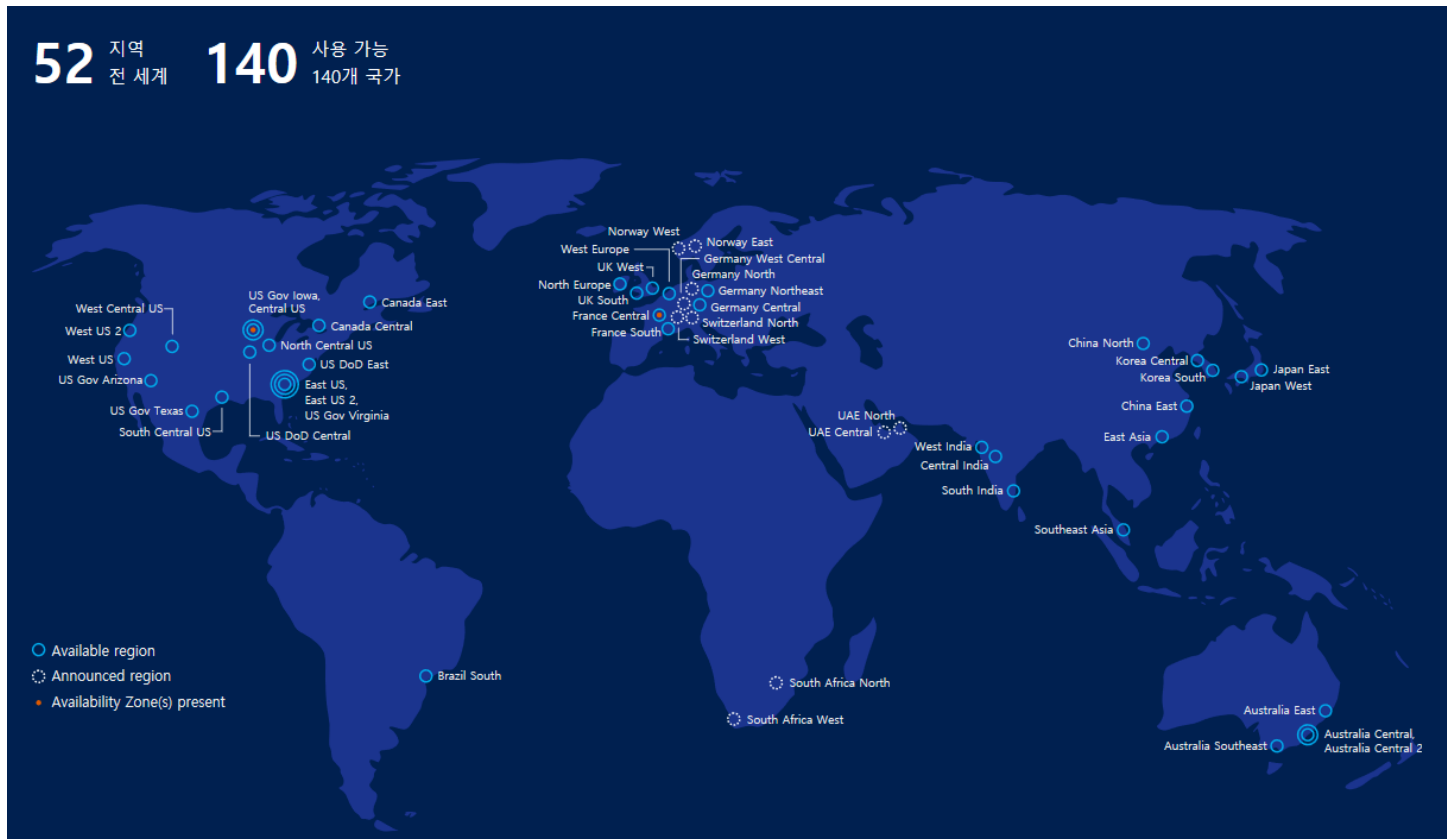 52
지역
전 세계
140
사용 가능
140개 국가
Norway West
Norway East
West Europe
Germany West Central
UK West
Germany North
North Europe
Germany Northeast
UK South
Germany Central
France Central
Switzerland North
France South
Switzerland West
US Gov Iowa,
Central US
Canada East
West Central US
Canada Central
West US 2
North Central US
West US
US DoD East
US Gov Arizona
East US,
East US 2,
US Gov Virginia
US Gov Texas
South Central US
US DoD Central
China North
Korea Central
Korea South
Japan East
Japan West
China East
East Asia
UAE North
UAE Central
West India
Central India
South India
Southeast Asia
Available region
Announced region
Availability Zone(s) present
Brazil South
South Africa North
South Africa West
Australia East
Australia Central,
Australia Central 2
Australia Southeast